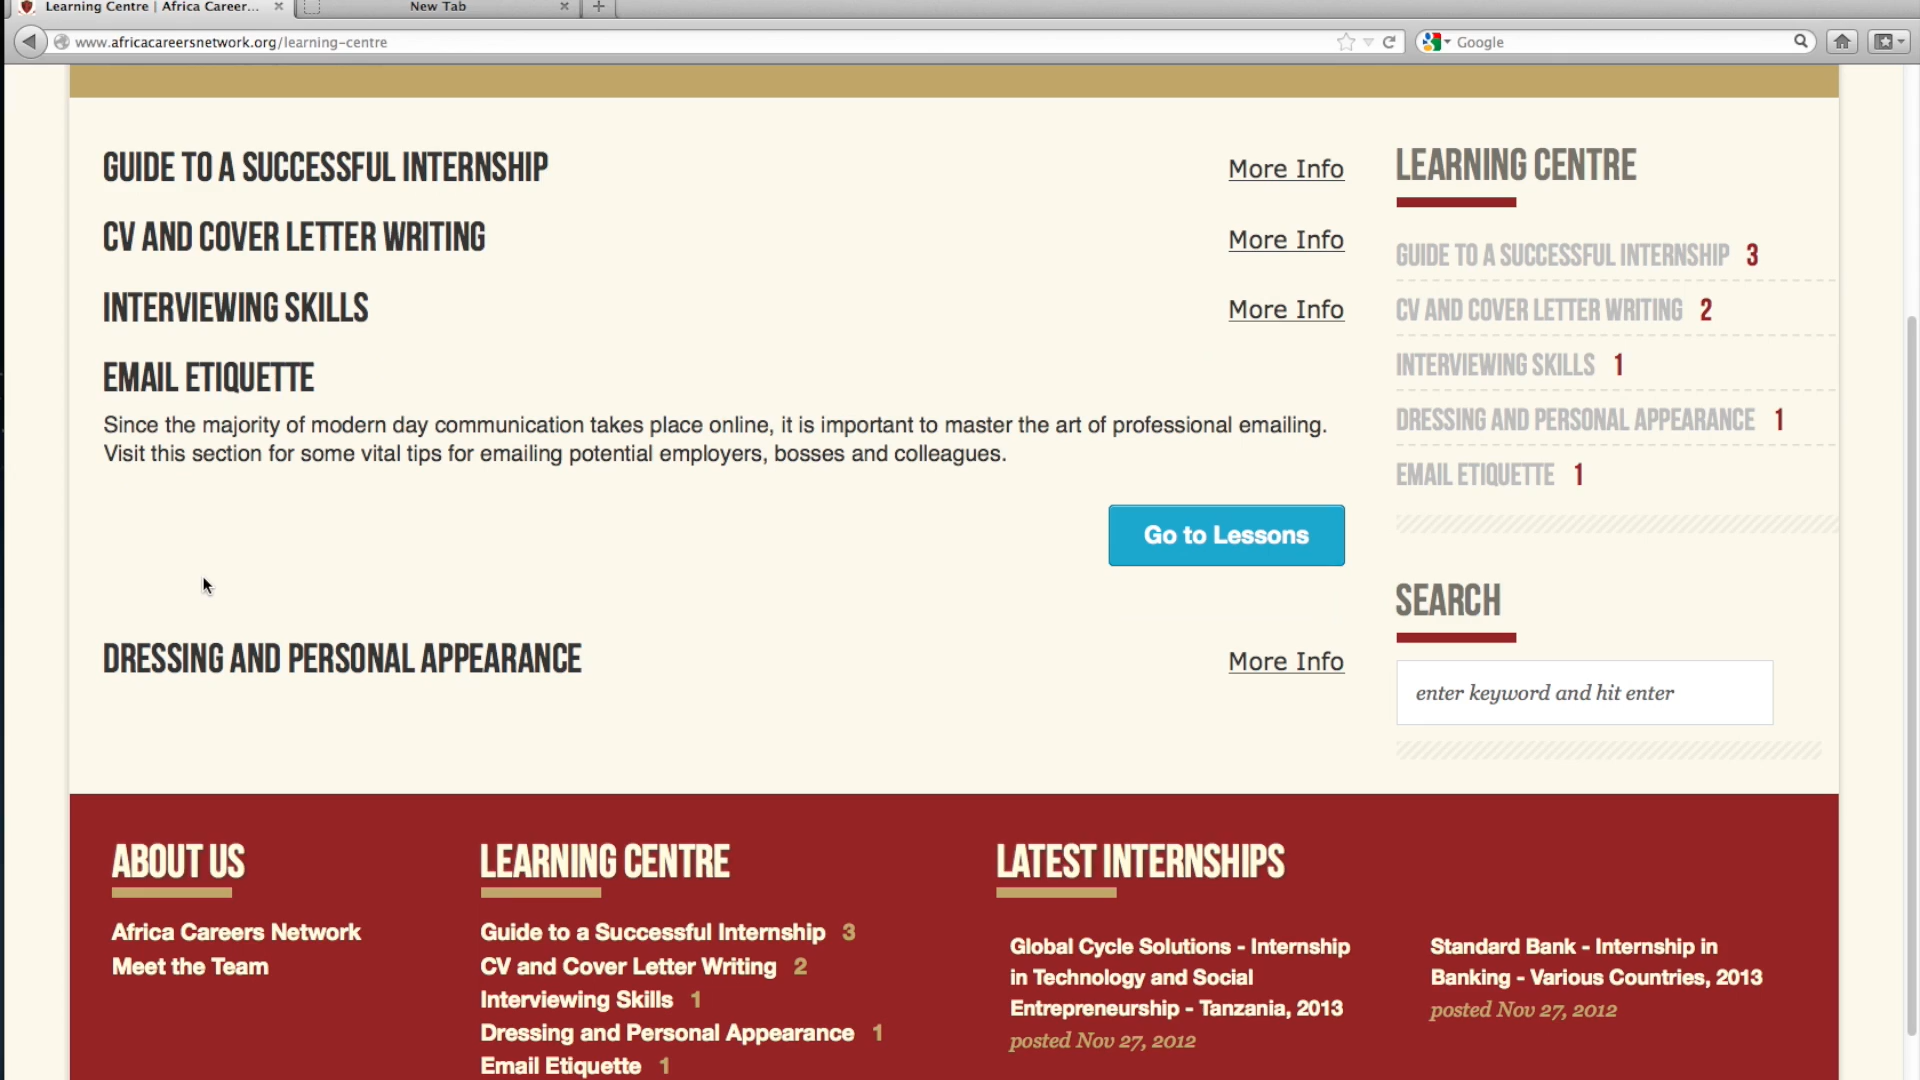 Learning Centre | Africa Career...
New Tab
www.africacareersnetwork.org/learning-centre
Google
GUIDE TO A SUCCESSFUL INTERNSHIP
More Info
CV AND COVER LETTER WRITING
More Info
INTERVIEWING SKILLS
More Info
EMAIL ETIQUETTE
Since the majority of modern day communication takes place online, it is important to master the art of professional emailing.
Visit this section for some vital tips for emailing potential employers, bosses and colleagues.
Go to Lessons
DRESSING AND PERSONAL APPEARANCE
More Info
LEARNING CENTRE
GUIDE TO A SUCCESSFUL INTERNSHIP 3
CV AND COVER LETTER WRITING 2
INTERVIEWING SKILLS 1
DRESSING AND PERSONAL APPEARANCE 1
EMAIL ETIQUETTE 1
SEARCH
enter keyword and hit enter
ABOUT US
Africa Careers Network
Meet the Team
LEARNING CENTRE
Guide to a Successful Internship 3
CV and Cover Letter Writing 2
Interviewing Skills 1
Dressing and Personal Appearance 1
Email Etiquette 1
LATEST INTERNSHIPS
Global Cycle Solutions - Internship
in Technology and Social
Entrepreneurship - Tanzania, 2013
posted Nov 27, 2012
Standard Bank - Internship in
Banking - Various Countries, 2013
posted Nov 27, 2012